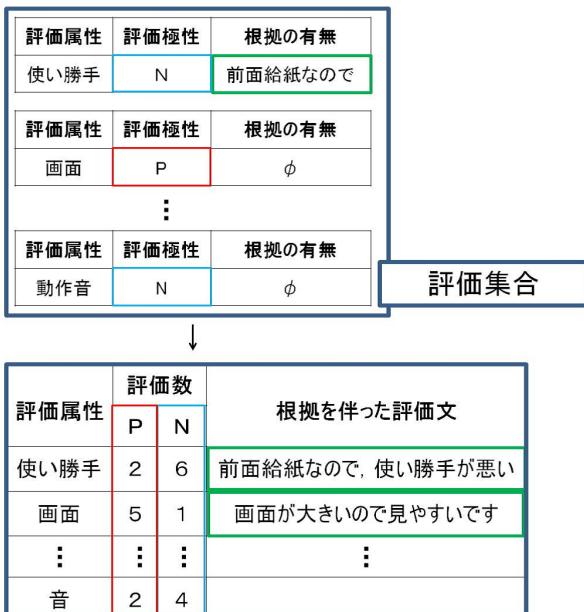 評価属性 評価極性 根拠の有無
使い勝手 N 前面給紙なので
評価属性 評価極性 根拠の有無
画面 P φ
⋮
評価属性 評価極性 根拠の有無
動作音 N φ
評価集合
↓
評価属性 評価数 根拠を伴った評価文
P N
使い勝手 2 6 前面給紙なので,使い勝手が悪い
画面 5 1 画面が大きいので見やすいです
⋮ ⋮ ⋮ ⋮
音 2 4